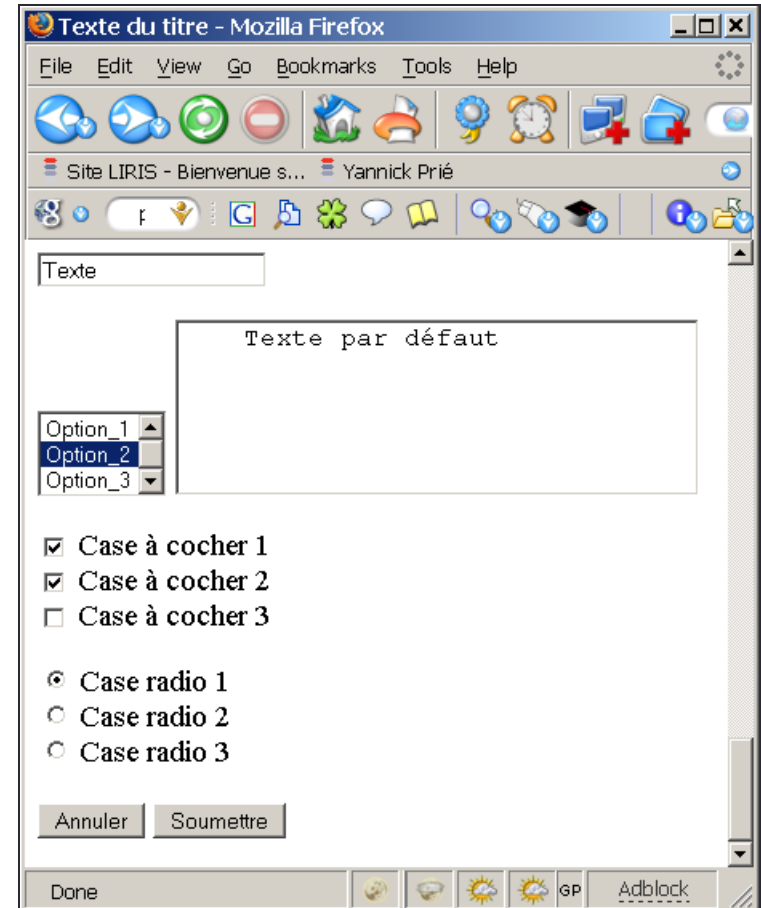 Texte du titre - Mozilla Firefox
File Edit View Go Bookmarks Tools Help
Site LIRIS - Bienvenue s... Yannick Prié
G
Texte
Texte par défaut
Option_1
Option_2
Option_3
Case à cocher 1
Case à cocher 2
Case à cocher 3
Case radio 1
Case radio 2
Case radio 3
Annuler Soumettre
Done GP Adblock